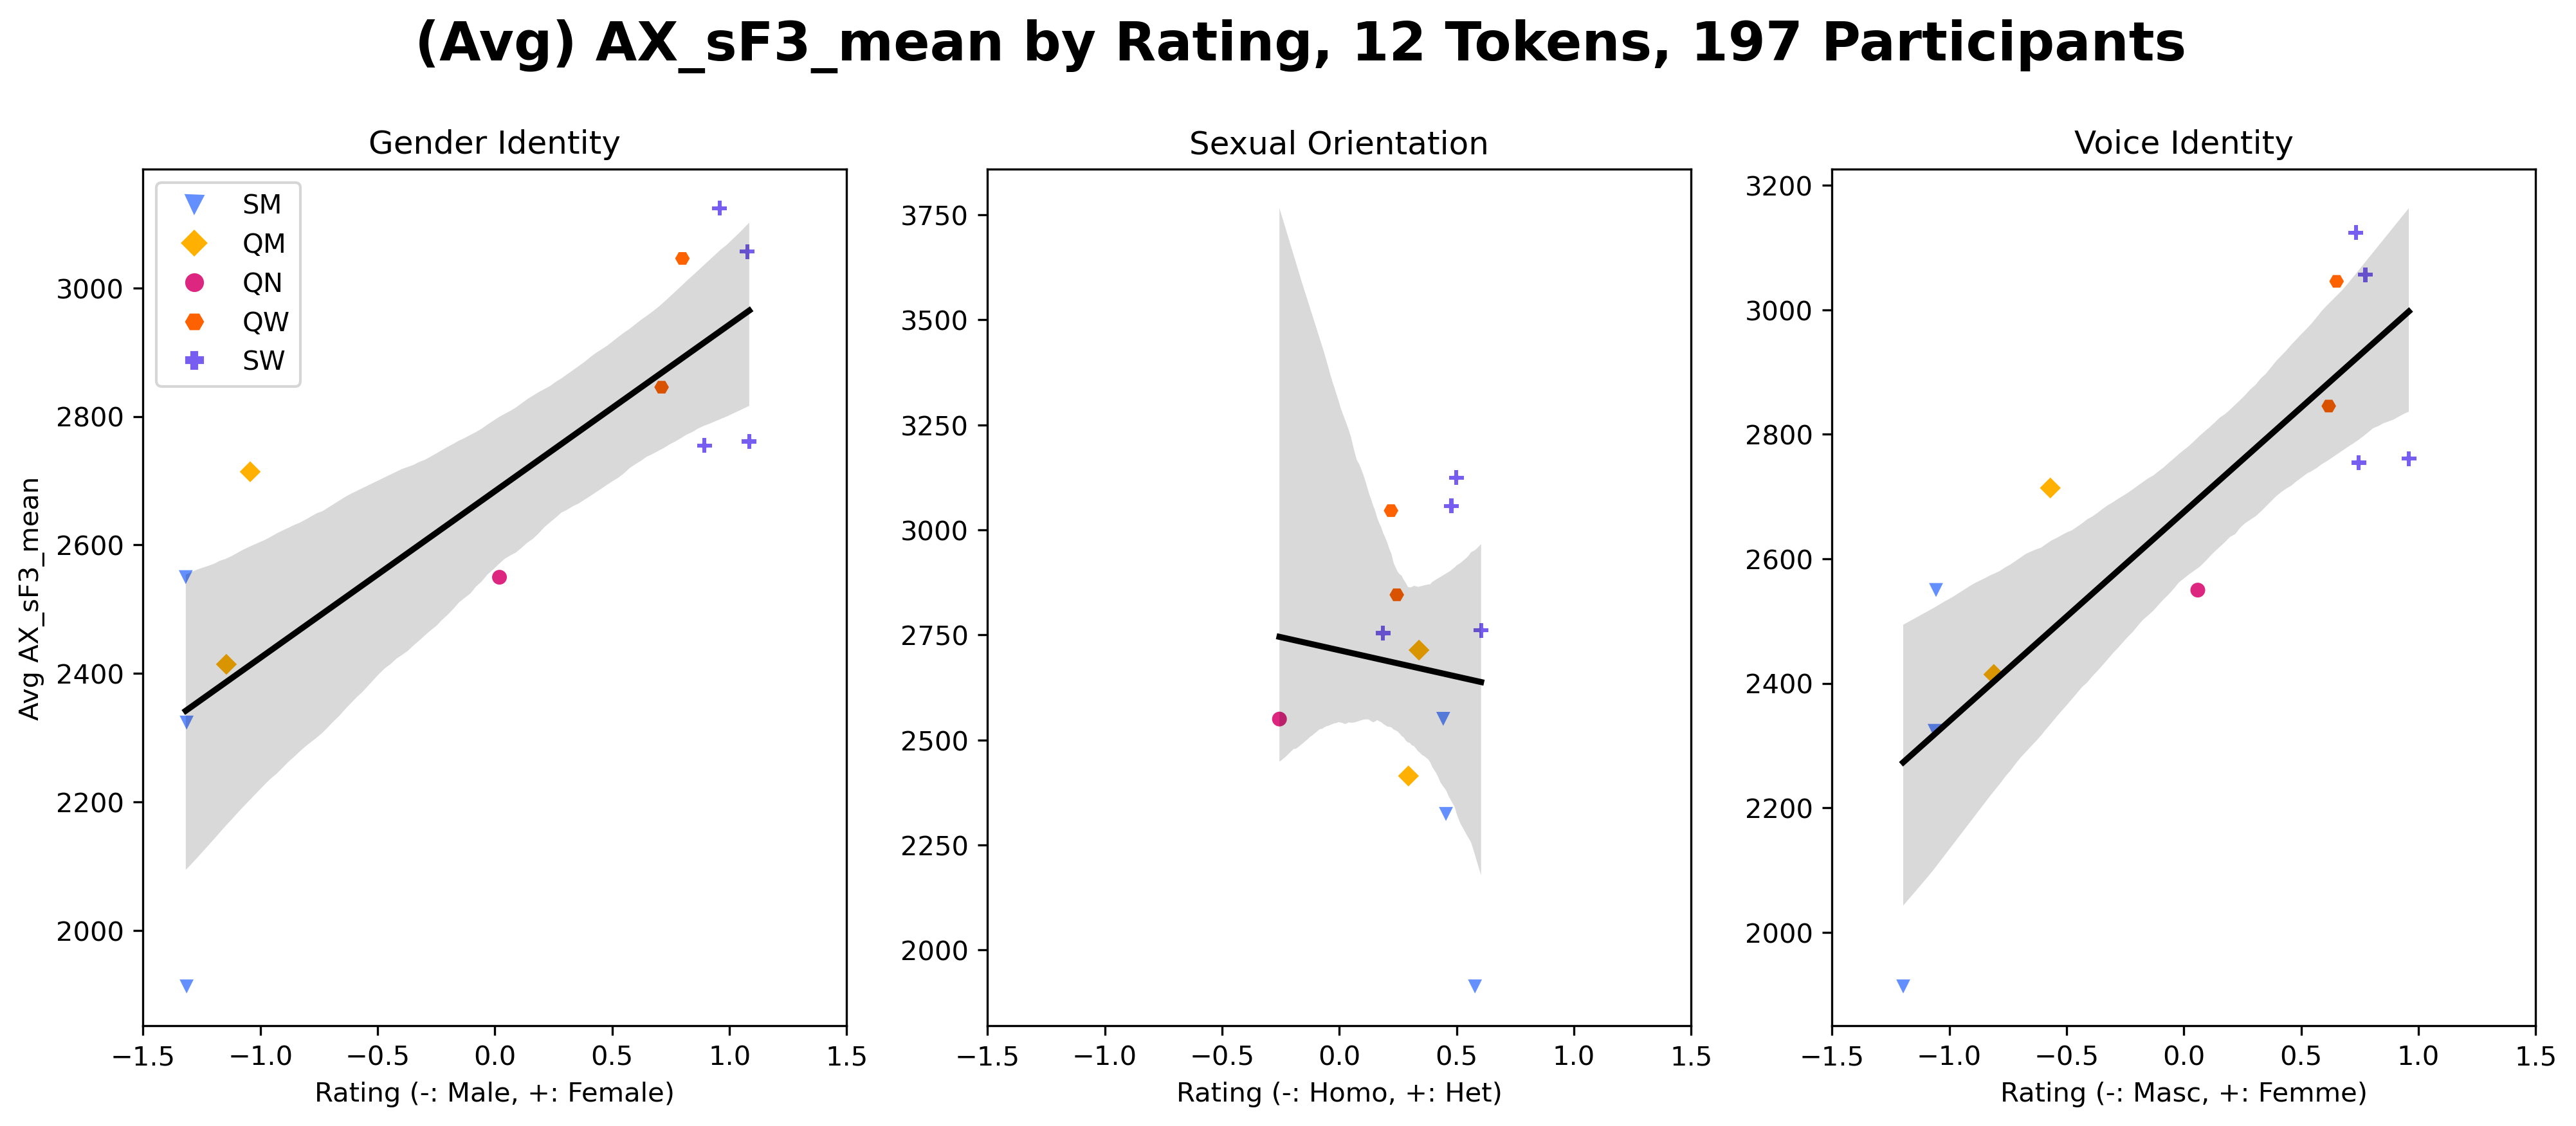 (Avg) AX_sF3_mean by Rating, 12 Tokens, 197 Participants
Gender Identity
SM
QM
QN
QW
SW
3000
2800
2600
2400
2200
2000
Avg AX_sF3_mean
−1.5 −1.0 −0.5 0.0 0.5 1.0 1.5
Rating (-: Male, +: Female)
Sexual Orientation
3750
3500
3250
3000
2750
2500
2250
2000
−1.5 −1.0 −0.5 0.0 0.5 1.0 1.5
Rating (-: Homo, +: Het)
Voice Identity
3200
3000
2800
2600
2400
2200
2000
−1.5 −1.0 −0.5 0.0 0.5 1.0 1.5
Rating (-: Masc, +: Femme)